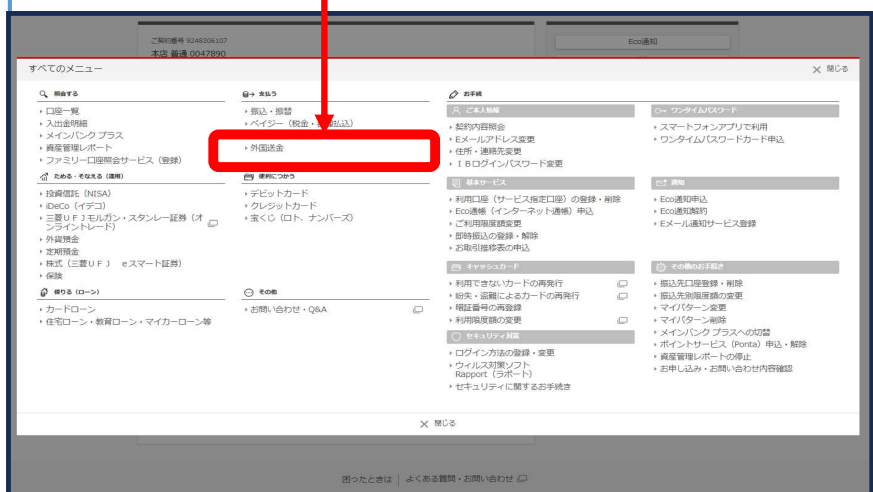 ご契約番号 9248306107
本店 普通 0047890
Eco通知
すべてのメニュー
閉じる
照会する
口座一覧
入出金明細
メインバンク プラス
資産管理レポート
ファミリー口座照会サービス（登録）
ためる・そなえる（運用）
投資信託（NISA）
iDeCo（イデコ）
三菱ＵＦＪモルガン・スタンレー証券（オ
ンライントレード）
外貨預金
定期預金
株式（三菱ＵＦＪ eスマート証券）
保険
借りる（ローン）
カードローン
住宅ローン・教育ローン・マイカーローン等
支払う
振込・振替
ペイジー（税金・
払込）
外国送金
便利につかう
デビットカード
クレジットカード
宝くじ（ロト、ナンバーズ）
その他
お問い合わせ・Q&A
お手続
ご本人情報
契約内容照会
Eメールアドレス変更
住所・連絡先変更
ＩＢログインパスワード変更
基本サービス
利用口座（サービス指定口座）の登録・削除
Eco通帳（インターネット通帳）申込
ご利用限度額変更
即時振込の登録・解除
お取引推移表の申込
キャッシュカード
利用できないカードの再発行
紛失・盗難によるカードの再発行
暗証番号の再登録
利用限度額の変更
セキュリティ対策
ログイン方法の登録・変更
ウィルス対策ソフト
Rapport（ラポート）
セキュリティに関するお手続き
ワンタイムパスワード
スマートフォンアプリで利用
ワンタイムパスワードカード申込
通知
Eco通知申込
Eco通知解約
Eメール通知サービス登録
その他のお手続き
振込先口座登録・削除
振込先別限度額の変更
マイパターン変更
マイパターン削除
メインバンク プラスへの切替
ポイントサービス（Ponta）申込・解除
資産管理レポートの停止
お申し込み・お問い合わせ内容確認
閉じる
困ったときは | よくある質問・お問い合わせ